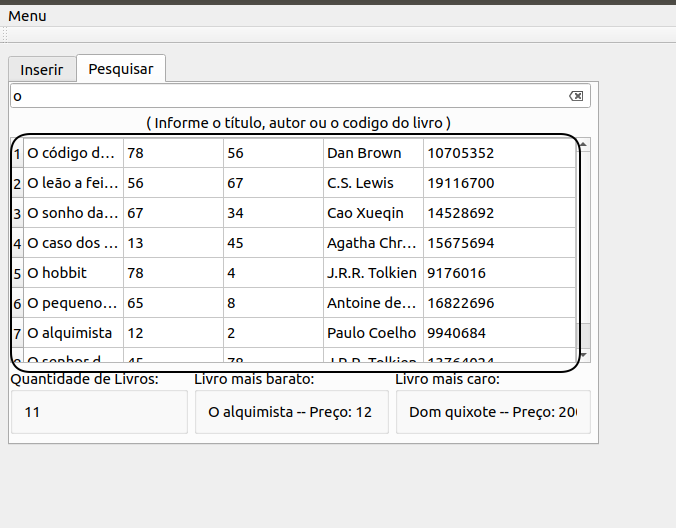 Menu
Inserir Pesquisar
o
( Informe o título, autor ou o codigo do livro )
1 O código d... 78 56 Dan Brown 10705352
2 O leão a fei... 56 67 C.S. Lewis 19116700
3 O sonho da... 67 34 Cao Xueqin 14528692
4 O caso dos ... 13 45 Agatha Chr... 15675694
5 O hobbit 78 4 J.R.R. Tolkien 9176016
6 O pequeno... 65 8 Antoine de... 16822696
7 O alquimista 12 2 Paulo Coelho 9940684
8 O senhor d... 45 78 J.R.R. Tolkien 13764024
Quantidade de Livros: Livro mais barato: Livro mais caro:
11 O alquimista -- Preço: 12 Dom quixote -- Preço: 200